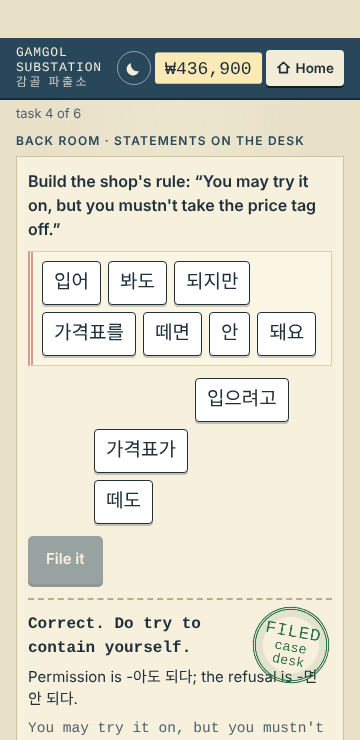 GAMGOL
SUBSTATION
감골 파출소
₩436,900
Home
task 4 of 6
BACK ROOM · STATEMENTS ON THE DESK
Build the shop's rule: “You may try it
on, but you mustn't take the price tag
off.”
입어 봐도 되지만
가격표를 떼면 안 돼요
입으려고
가격표가
떼도
File it
Correct. Do try to
contain yourself.
FILED
case
desk
Permission is -아도 되다; the refusal is -면
안 되다.
You may try it on, but you mustn't